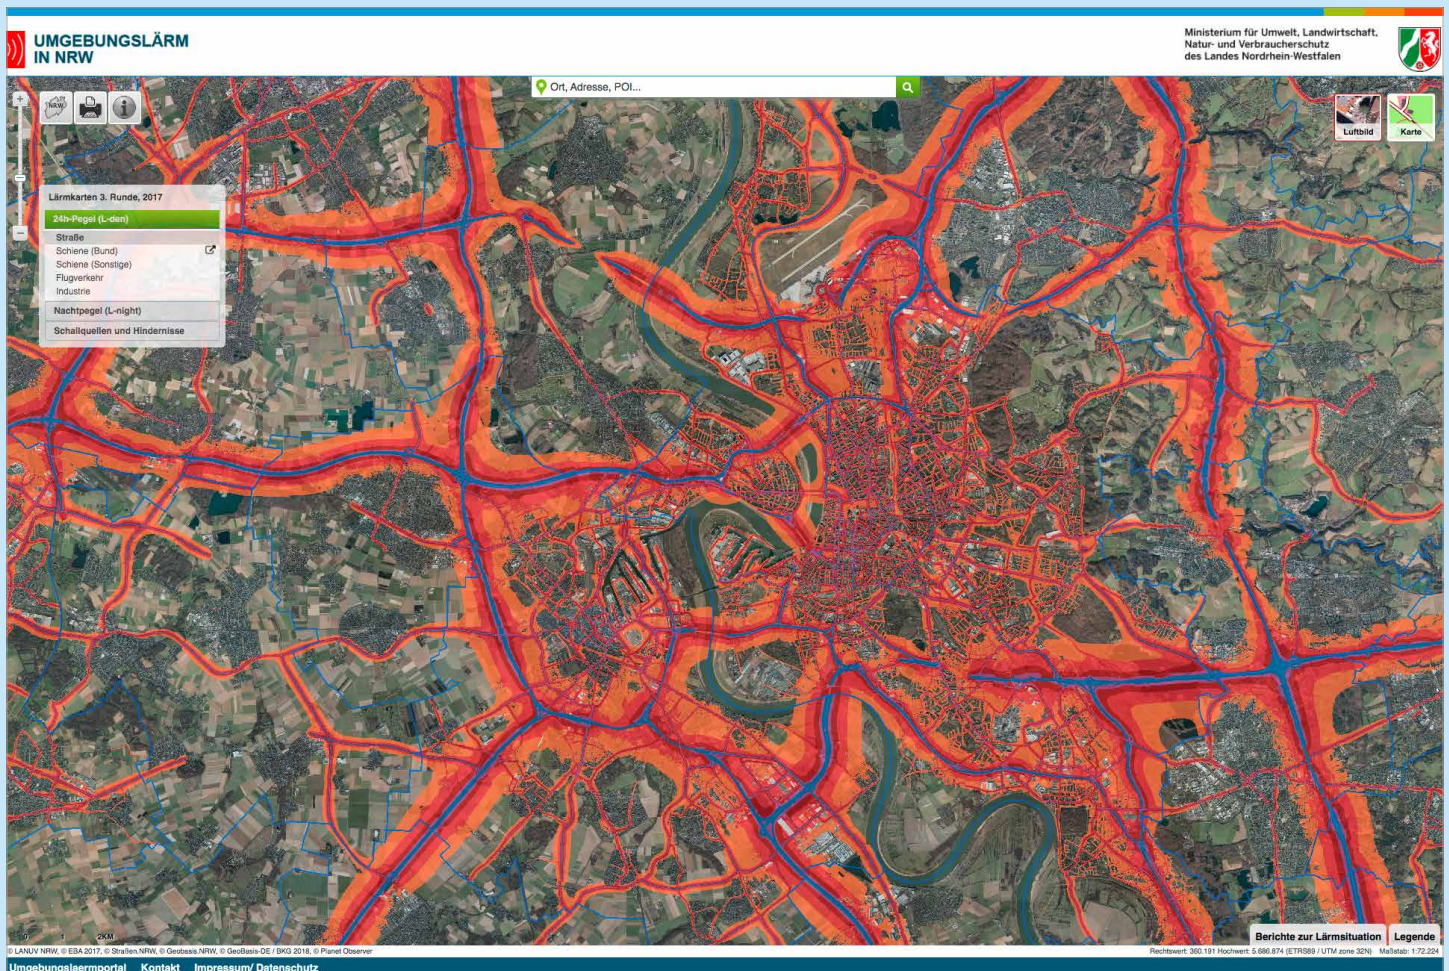 UMGEBUNGSLÄRM
IN NRW
Ministerium für Umwelt, Landwirtschaft,
Natur- und Verbraucherschutz
des Landes Nordrhein-Westfalen
Ort, Adresse, POI...
NRW
Luftbild
Karte
Lärmkarten 3. Runde, 2017
24h-Pegel (L-den)
Straße
Schiene (Bund)
Schiene (Sonstige)
Flugverkehr
Industrie
Nachtpegel (L-night)
Schallquellen und Hindernisse
0 1 2KM
Berichte zur Lärmsituation
Legende
© LANUV NRW, © EBA 2017, © Straßen.NRW, © Geobasis.NRW, © GeoBasis-DE / BKG 2018, © Planet Observer
Rechtswert: 360.191 Hochwert: 5.686.874 (ETRS89 / UTM zone 32N) Maßstab: 1:72.224
Umgebungslaermportal Kontakt Impressum/ Datenschutz